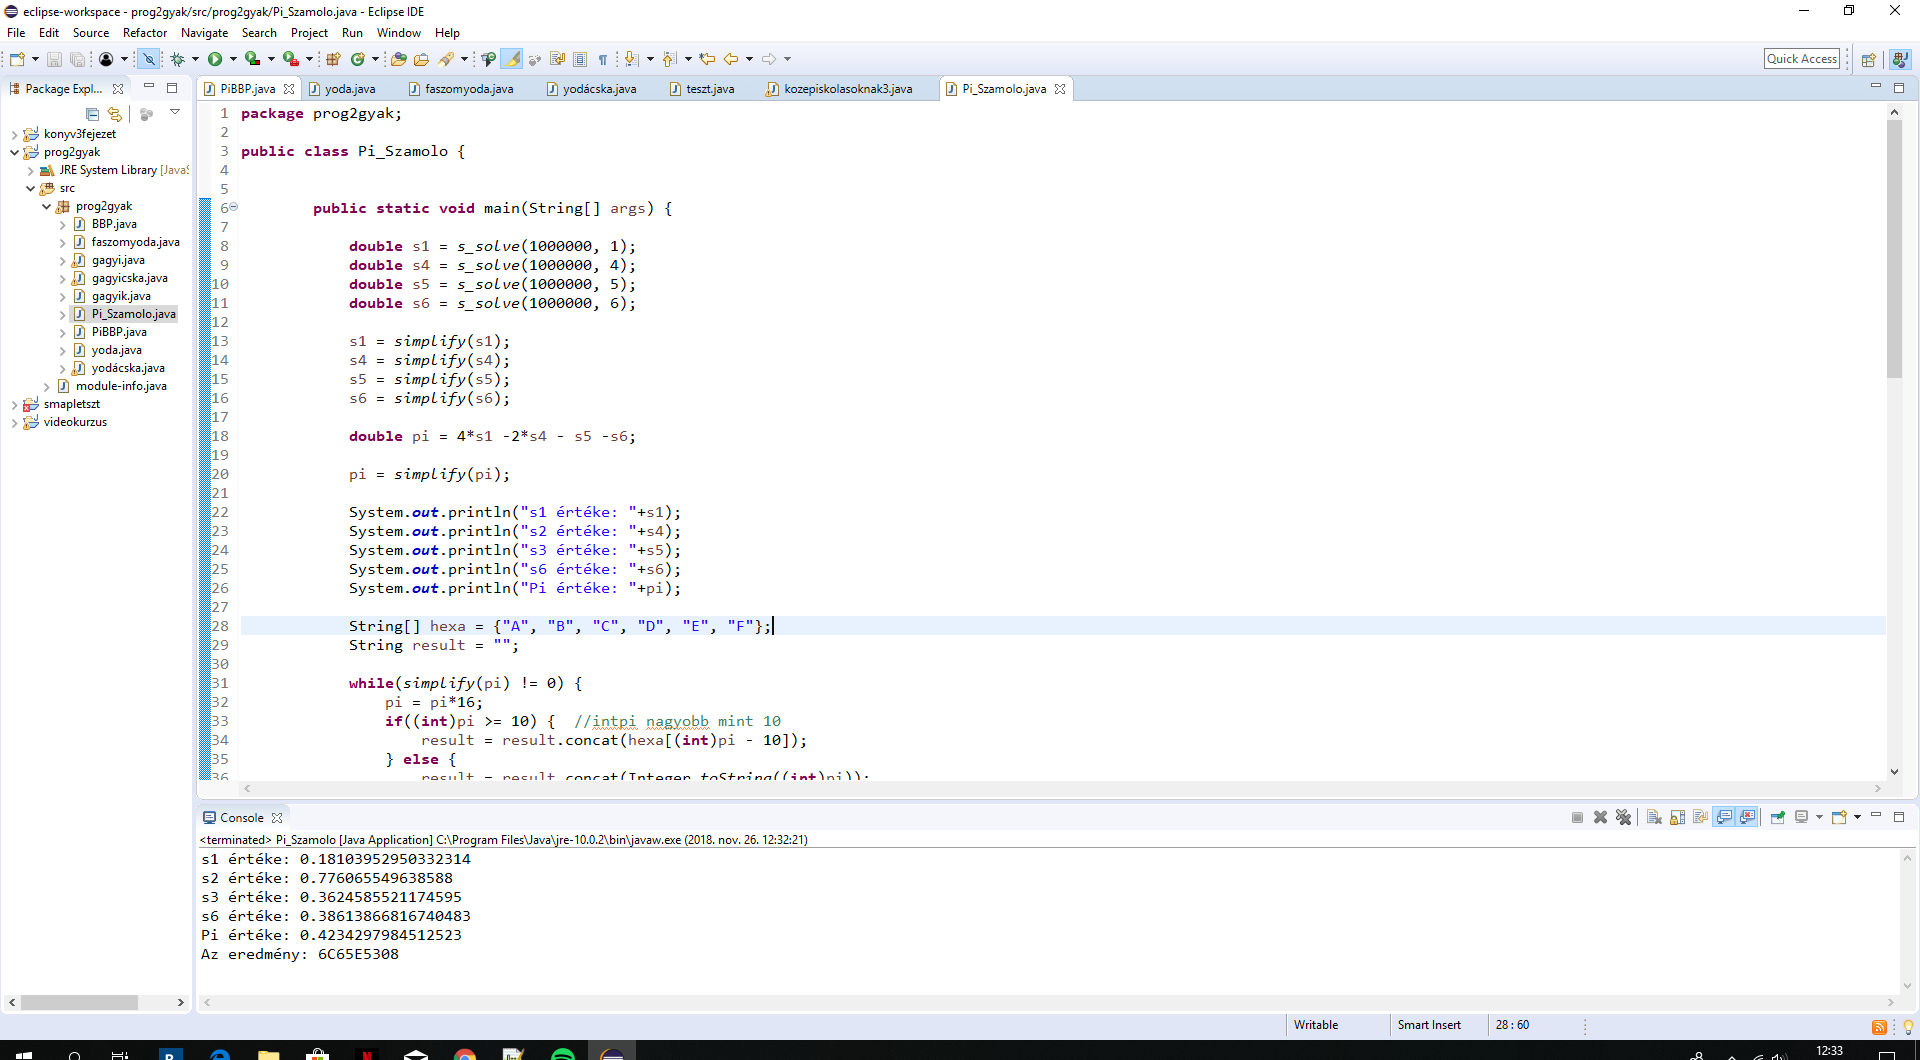 eclipse-workspace - prog2gyak/src/prog2gyak/Pi_Szamolo.java - Eclipse IDE
File Edit Source Refactor Navigate Search Project Run Window Help
Quick Access
Package Expl...
konyv3fejezet
prog2gyak
JRE System Library [JavaS
src
prog2gyak
BBP.java
faszomyoda.java
gagyi.java
gagyicska.java
gagyik.java
Pi_Szamolo.java
PiBBP.java
yoda.java
yodácska.java
module-info.java
smapletszt
videokurzus
PiBBP.java yoda.java faszomyoda.java yodácska.java teszt.java kozepiskolasoknak3.java Pi_Szamolo.java
1 package prog2gyak;
2
3 public class Pi_Szamolo {
4
5
6 public static void main(String[] args) {
7
8 double s1 = s_solve(1000000, 1);
9 double s4 = s_solve(1000000, 4);
10 double s5 = s_solve(1000000, 5);
11 double s6 = s_solve(1000000, 6);
12
13 s1 = simplify(s1);
14 s4 = simplify(s4);
15 s5 = simplify(s5);
16 s6 = simplify(s6);
17
18 double pi = 4*s1 -2*s4 - s5 -s6;
19
20 pi = simplify(pi);
21
22 System.out.println("s1 értéke: "+s1);
23 System.out.println("s2 értéke: "+s4);
24 System.out.println("s3 értéke: "+s5);
25 System.out.println("s6 értéke: "+s6);
26 System.out.println("Pi értéke: "+pi);
27
28 String[] hexa = {"A", "B", "C", "D", "E", "F"};
29 String result = "";
30
31 while(simplify(pi) != 0) {
32 pi = pi*16;
33 if((int)pi >= 10) { //intpi nagyobb mint 10
34 result = result.concat(hexa[(int)pi - 10]);
35 } else {
36 result = result.concat(Integer.toString((int)pi));
Console
<terminated> Pi_Szamolo [Java Application] C:\Program Files\Java\jre-10.0.2\bin\javaw.exe (2018. nov. 26. 12:32:21)
s1 értéke: 0.18103952950332314
s2 értéke: 0.776065549638588
s3 értéke: 0.3624585521174595
s6 értéke: 0.38613866816740483
Pi értéke: 0.4234297984512523
Az eredmény: 6C65E5308
Writable Smart Insert 28 : 60
12:33